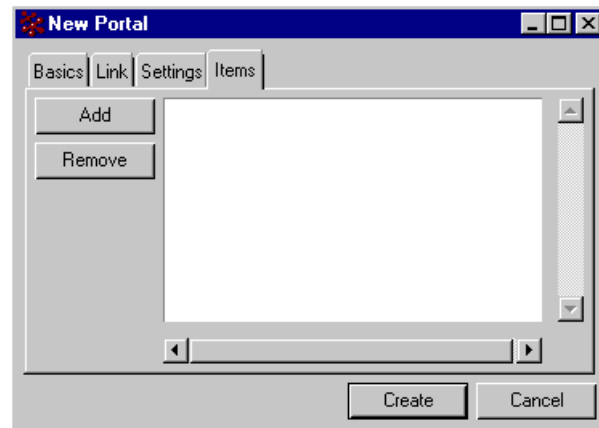 New Portal
Basics Link Settings Items
Add
Remove
Create Cancel